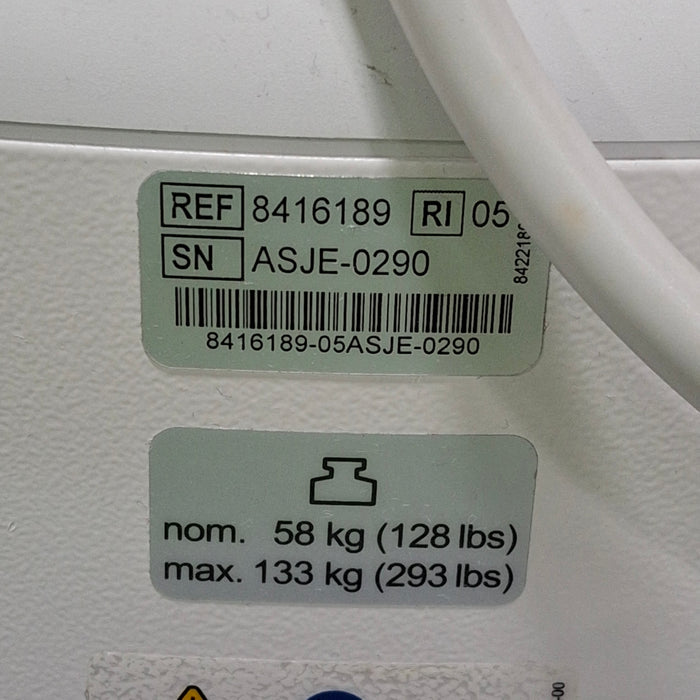 REF 8416189 RI 05
SN ASJE-0290
8416189-05ASJE-0290
nom. 58 kg (128 lbs)
max. 133 kg (293 lbs)